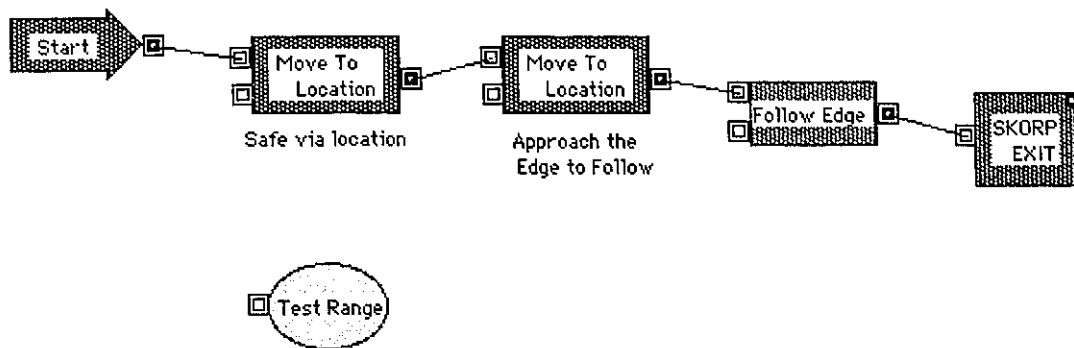 Start
Move To
Location
Safe via location
Move To
Location
Approach the
Edge to Follow
Follow Edge
SKORP
EXIT
Test Range